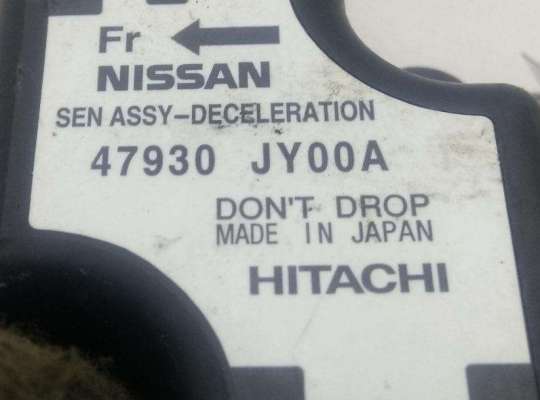 Fr
NISSAN
SEN ASSY-DECELERATION
47930 JY00A
DON'T DROP
MADE IN JAPAN
HITACHI